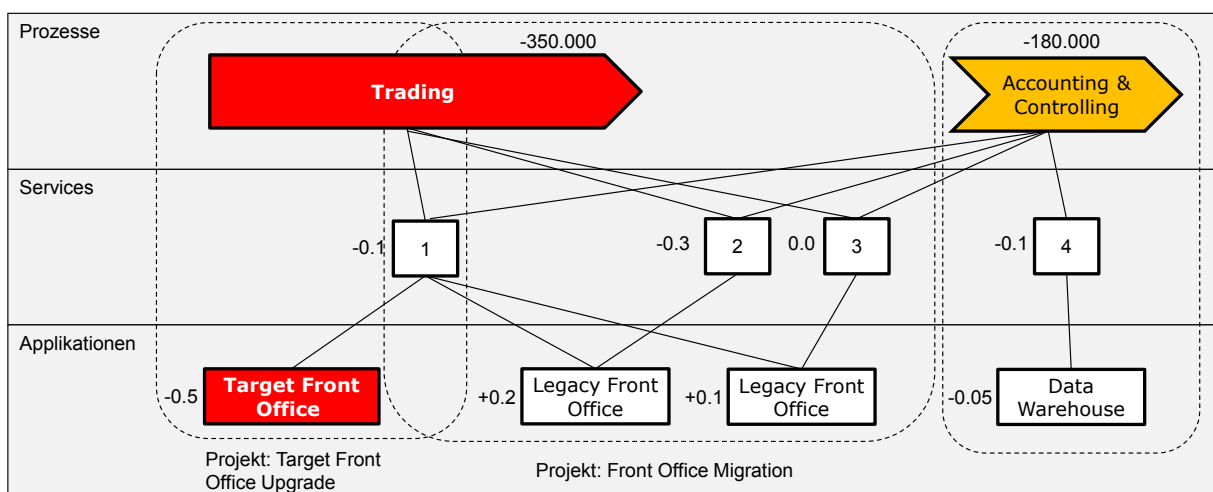 Prozesse
-350.000
-180.000
Trading
Accounting &
Controlling
Services
-0.1
1
-0.3
2
0.0
3
-0.1
4
Applikationen
-0.5
Target Front
Office
+0.2
Legacy Front
Office
+0.1
Legacy Front
Office
-0.05
Data
Warehouse
Projekt: Target Front
Office Upgrade
Projekt: Front Office Migration